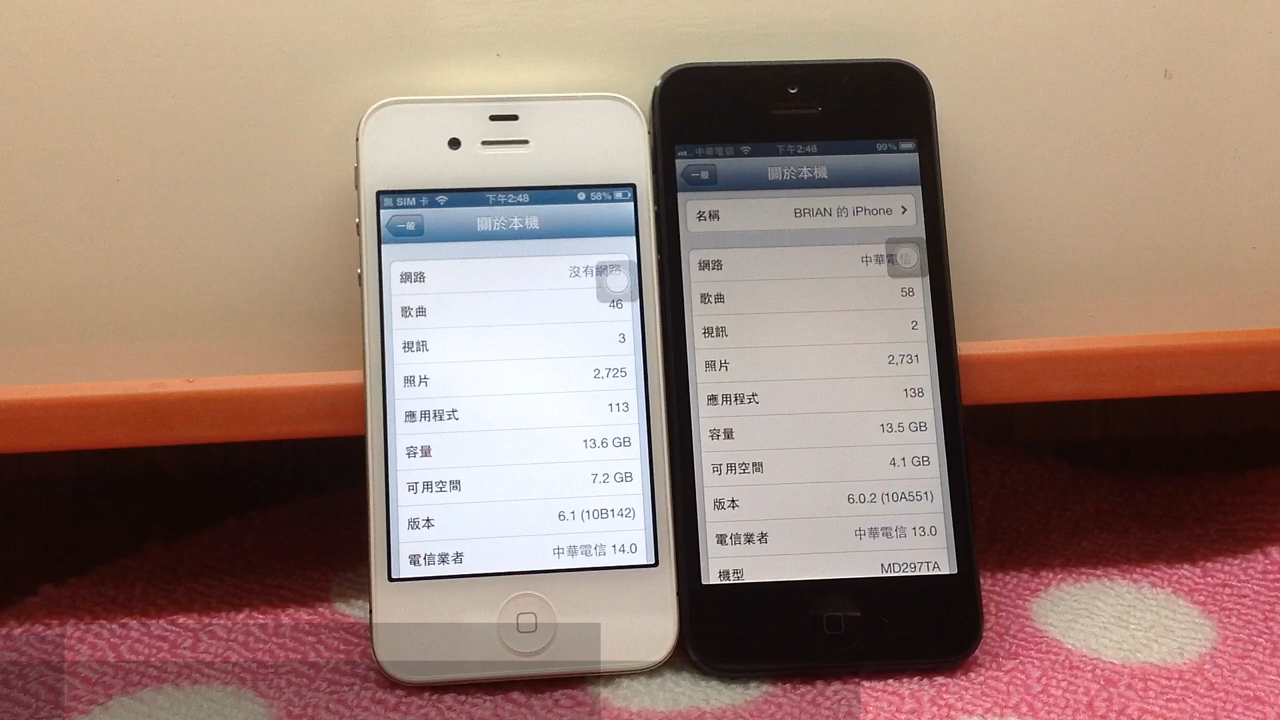 無 SIM 卡 下午2:48 58%
一般 關於本機
網路 沒有網路
歌曲 46
視訊 3
照片 2,725
應用程式 113
容量 13.6 GB
可用空間 7.2 GB
版本 6.1 (10B142)
電信業者 中華電信 14.0
中華電信 下午2:48 99%
一般 關於本機
名稱 BRIAN 的 iPhone
網路 中華電信
歌曲 58
視訊 2
照片 2,731
應用程式 138
容量 13.5 GB
可用空間 4.1 GB
版本 6.0.2 (10A551)
電信業者 中華電信 13.0
機型 MD297TA